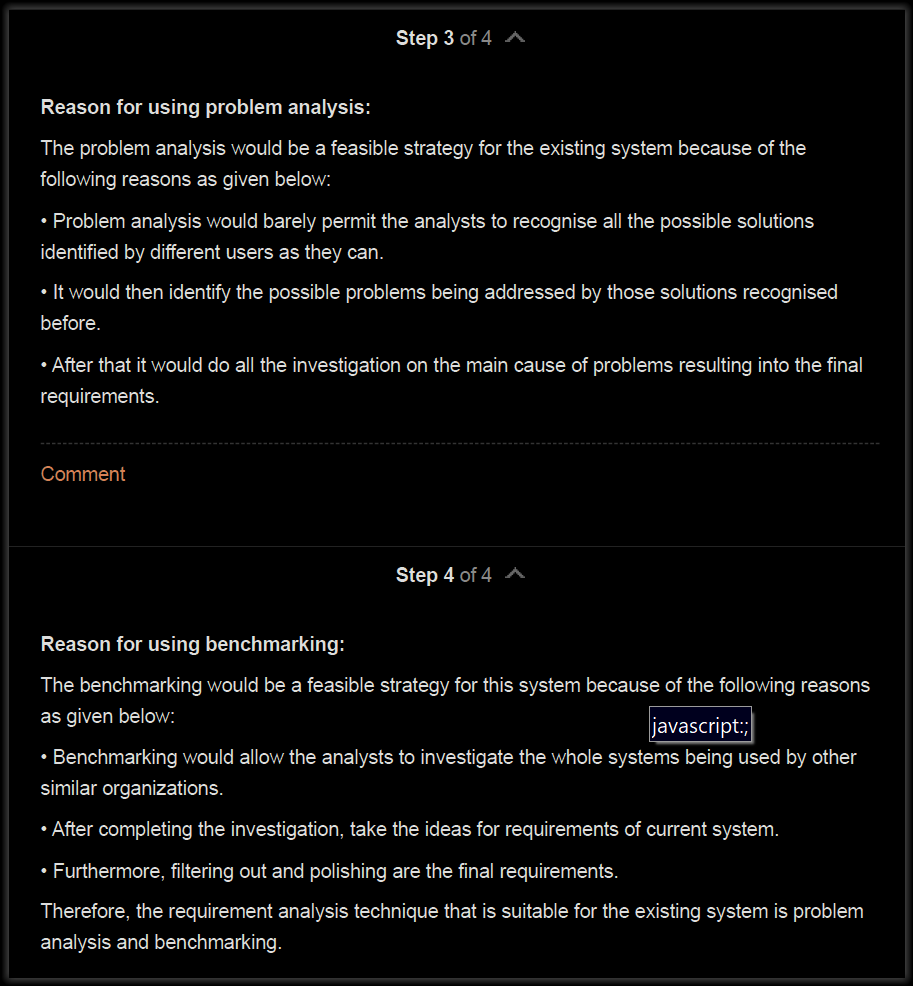 Step 3 of 4
Reason for using problem analysis:
The problem analysis would be a feasible strategy for the existing system because of the
following reasons as given below:
• Problem analysis would barely permit the analysts to recognise all the possible solutions
identified by different users as they can.
• It would then identify the possible problems being addressed by those solutions recognised
before.
• After that it would do all the investigation on the main cause of problems resulting into the final
requirements.
Comment
Step 4 of 4
Reason for using benchmarking:
The benchmarking would be a feasible strategy for this system because of the following reasons
as given below:
javascript:;
• Benchmarking would allow the analysts to investigate the whole systems being used by other
similar organizations.
• After completing the investigation, take the ideas for requirements of current system.
• Furthermore, filtering out and polishing are the final requirements.
Therefore, the requirement analysis technique that is suitable for the existing system is problem
analysis and benchmarking.